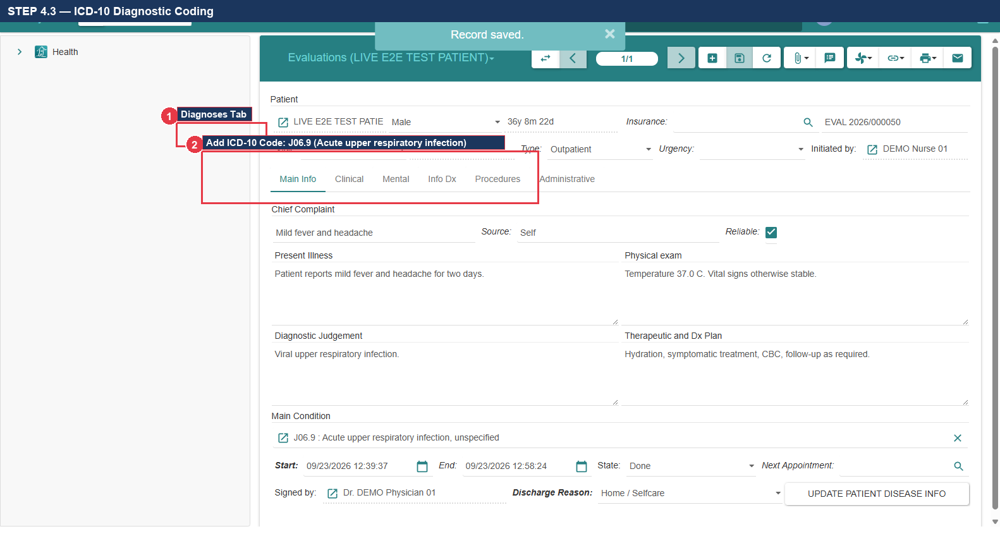 STEP 4.3 — ICD-10 Diagnostic Coding
Record saved.
Health
Evaluations (LIVE E2E TEST PATIENT)
1/1
Patient
1 Diagnoses Tab
LIVE E2E TEST PATIE Male 36y 8m 22d Insurance: EVAL 2026/000050
2 Add ICD-10 Code: J06.9 (Acute upper respiratory infection)
Type: Outpatient Urgency: Initiated by: DEMO Nurse 01
Main Info Clinical Mental Info Dx Procedures Administrative
Chief Complaint
Mild fever and headache Source: Self Reliable:
Present Illness Physical exam
Patient reports mild fever and headache for two days. Temperature 37.0 C. Vital signs otherwise stable.
Diagnostic Judgement Therapeutic and Dx Plan
Viral upper respiratory infection. Hydration, symptomatic treatment, CBC, follow-up as required.
Main Condition
J06.9 : Acute upper respiratory infection, unspecified
Start: 09/23/2026 12:39:37 End: 09/23/2026 12:58:24 State: Done Next Appointment:
Signed by: Dr. DEMO Physician 01 Discharge Reason: Home / Selfcare UPDATE PATIENT DISEASE INFO